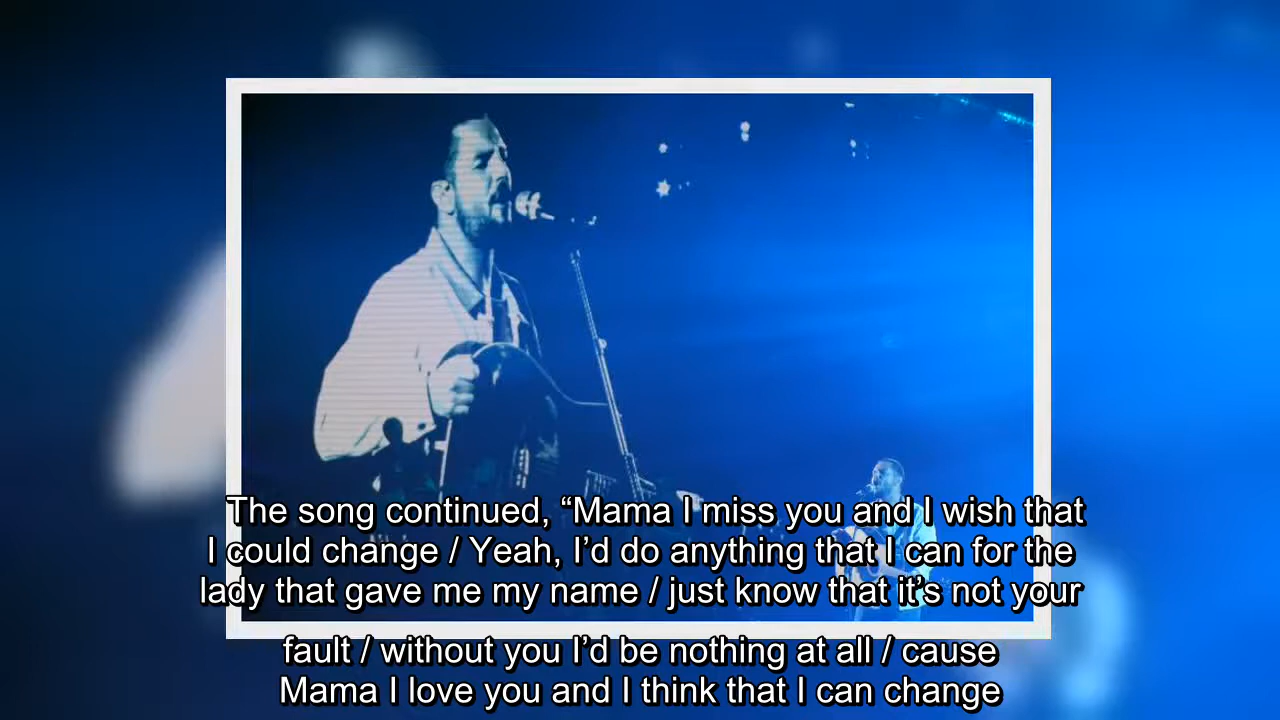 The song continued, “Mama I miss you and I wish that
I could change / Yeah, I’d do anything that I can for the
lady that gave me my name / just know that it’s not your
fault / without you I’d be nothing at all / cause
Mama I love you and I think that I can change